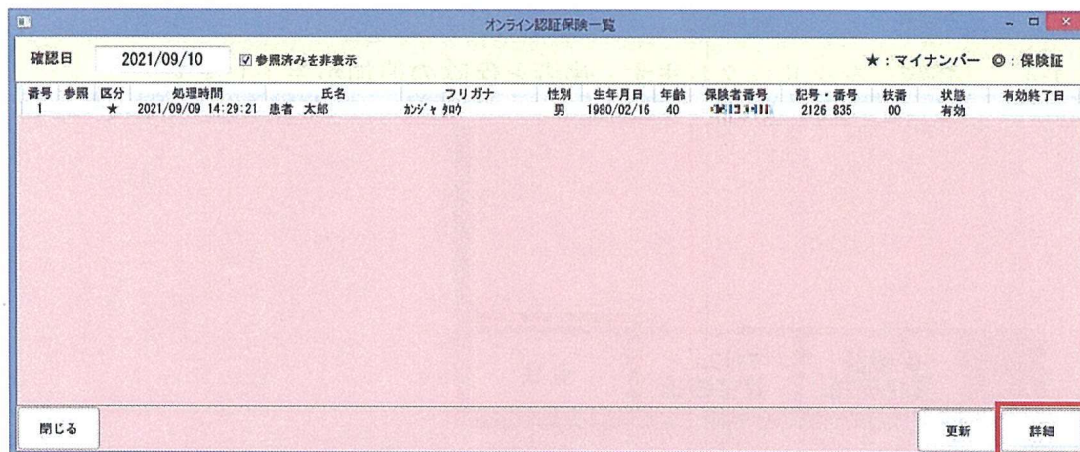 オンライン認証保険一覧
確認日 2021/09/10 ☑ 参照済みを非表示 ★：マイナンバー ◎：保険証
番号 参照 区分 処理時間 氏名 フリガナ 性別 生年月日 年齢 保険者番号 記号・番号 枝番 状態 有効終了日
1 ★ 2021/09/09 14:29:21 患者 太郎 カンジャ タロウ 男 1980/02/16 40 2126 835 00 有効
閉じる 更新 詳細